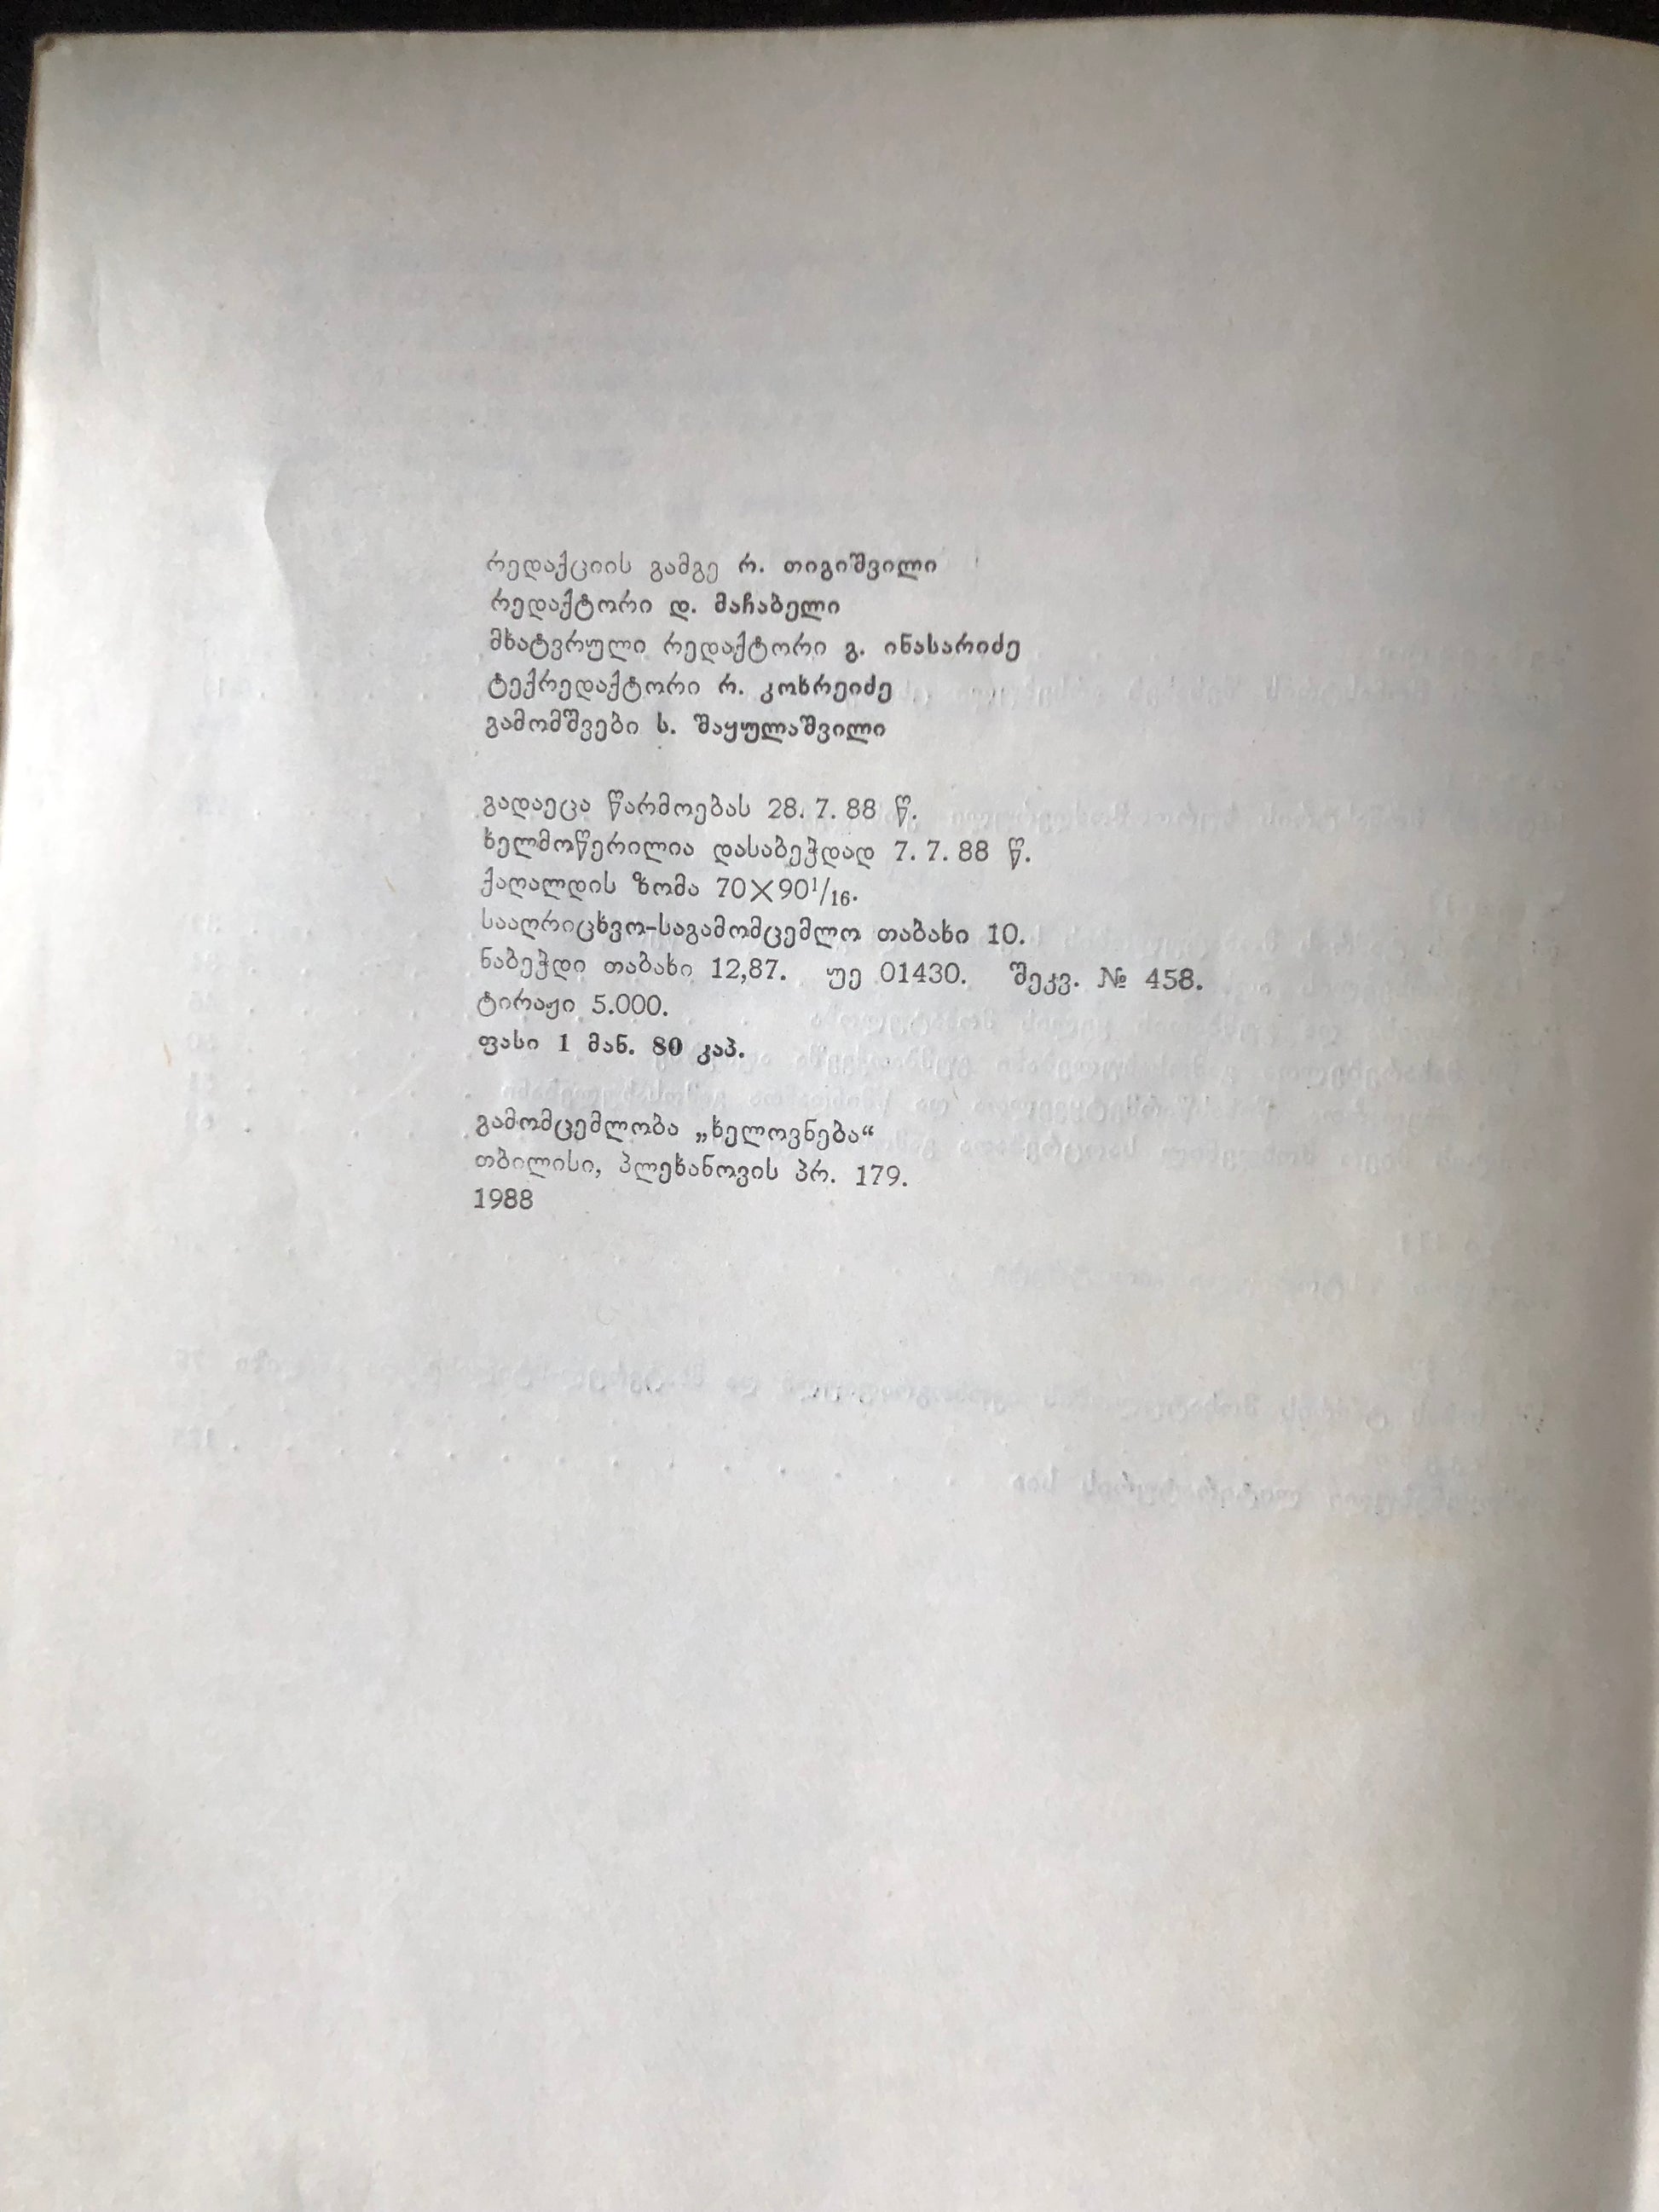 რედაქციის გამგე რ. თიგიშვილი
რედაქტორი დ. მაჩაბელი
მხატვრული რედაქტორი გ. ინასარიძე
ტექრედაქტორი რ. კოხრეიძე
გამომშვები ს. შაყულაშვილი
გადაეცა წარმოებას 28. 7. 88 წ.
ხელმოწერილია დასაბეჭდად 7. 7. 88 წ.
ქაღალდის ზომა 70×90¹/₁₆.
სააღრიცხვო-საგამომცემლო თაბახი 10.
ნაბეჭდი თაბახი 12,87. უე 01430. შეკვ. № 458.
ტირაჟი 5.000.
ფასი 1 მან. 80 კაპ.
გამომცემლობა „ხელოვნება“
თბილისი, პლეხანოვის პრ. 179.
1988